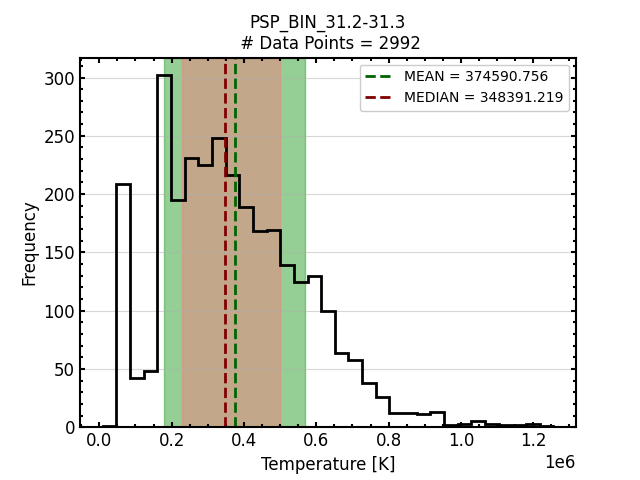 PSP_BIN_31.2-31.3
# Data Points = 2992
MEAN = 374590.756
MEDIAN = 348391.219
Frequency
300
250
200
150
100
50
0
0.0 0.2 0.4 0.6 0.8 1.0 1.2
1e6
Temperature [K]